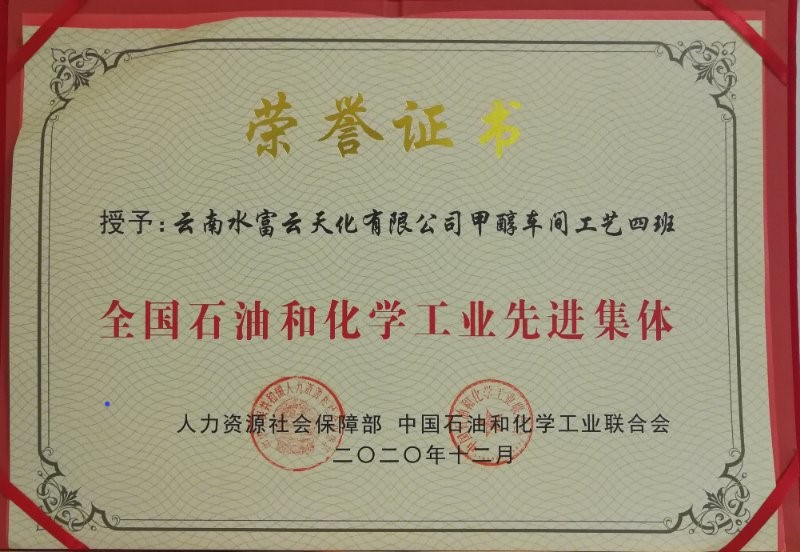 荣誉证书
授予：云南水富云天化有限公司甲醇车间工艺四班
全国石油和化学工业先进集体
人力资源社会保障部 中国石油和化学工业联合会
二〇二〇年十二月